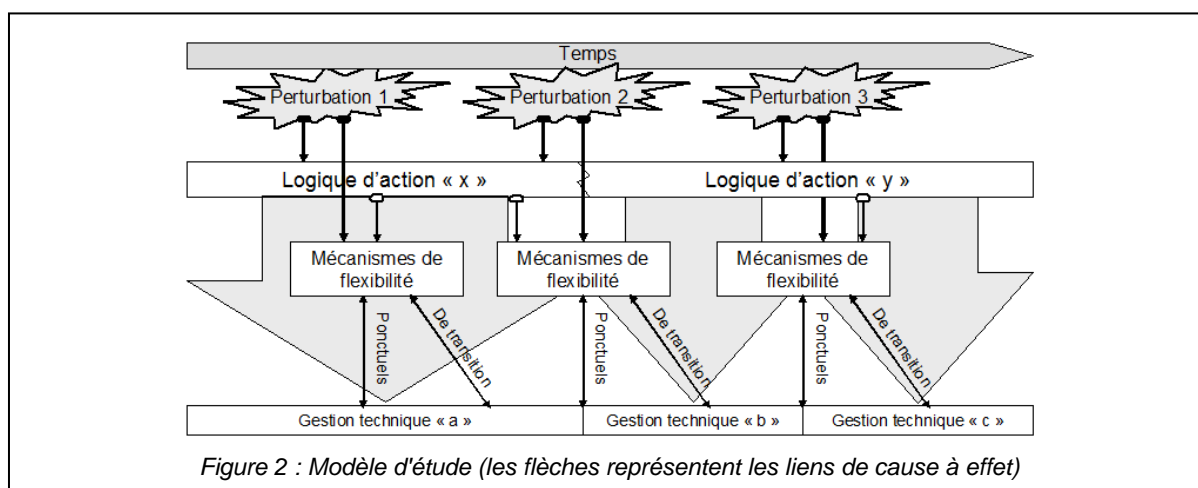 Temps
Perturbation 1
Perturbation 2
Perturbation 3
Logique d'action « x »
Logique d'action « y »
Mécanismes de
flexibilité
Mécanismes de
flexibilité
Mécanismes de
flexibilité
Ponctuels
De transition
Ponctuels
De transition
Ponctuels
De transition
Gestion technique « a »
Gestion technique « b »
Gestion technique « c »
Figure 2 : Modèle d'étude (les flèches représentent les liens de cause à effet)